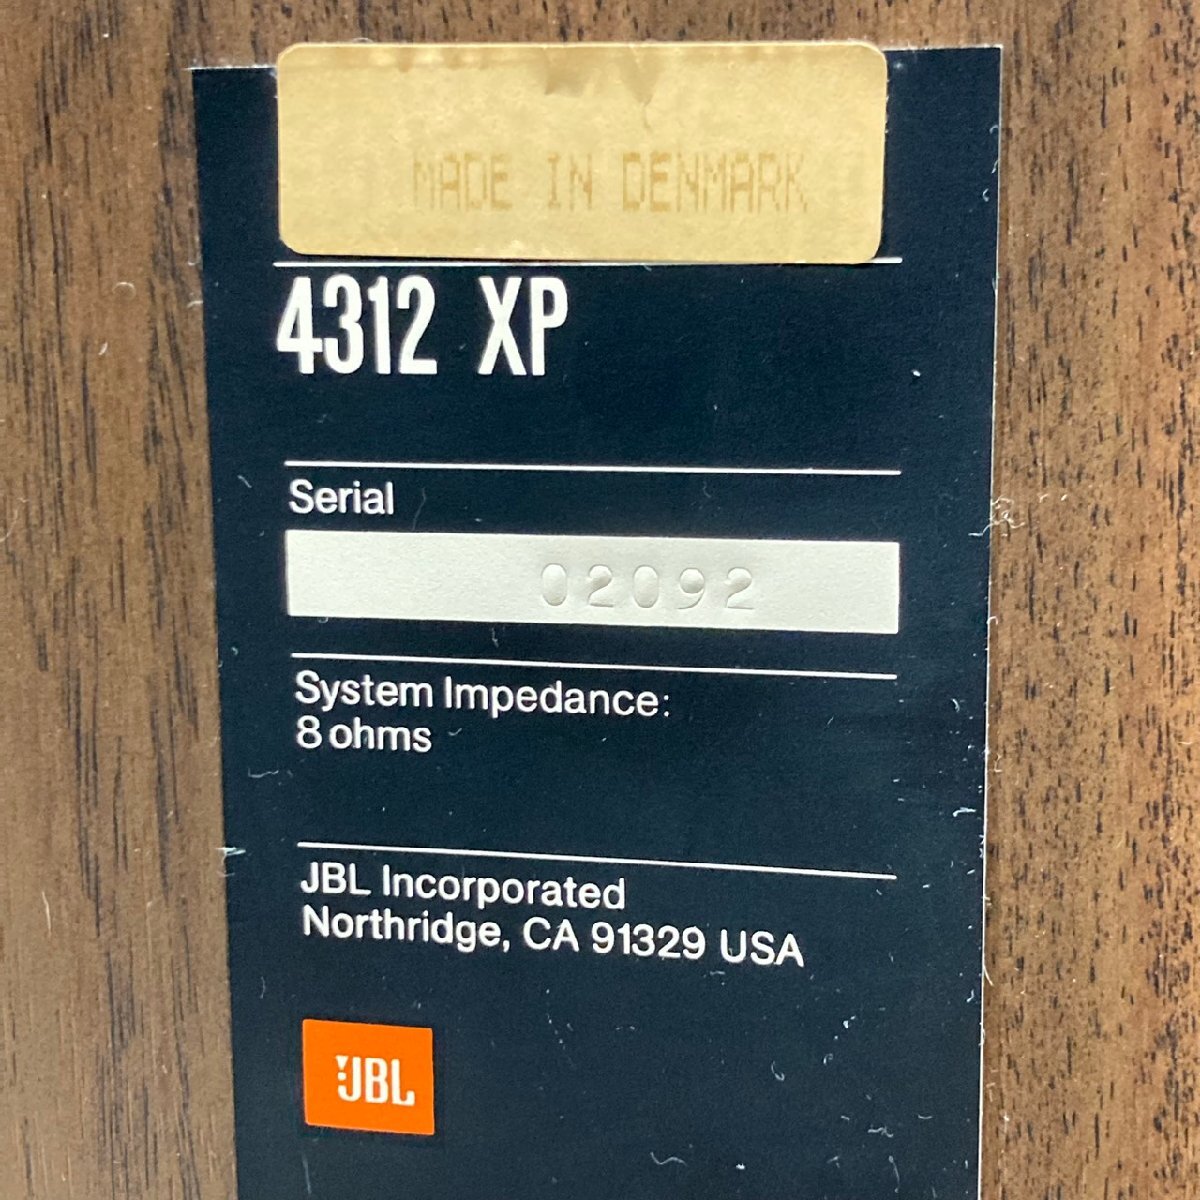 MADE IN DENMARK
4312 XP
Serial
02092
System Impedance:
8 ohms
JBL Incorporated
Northridge, CA 91329 USA
JBL